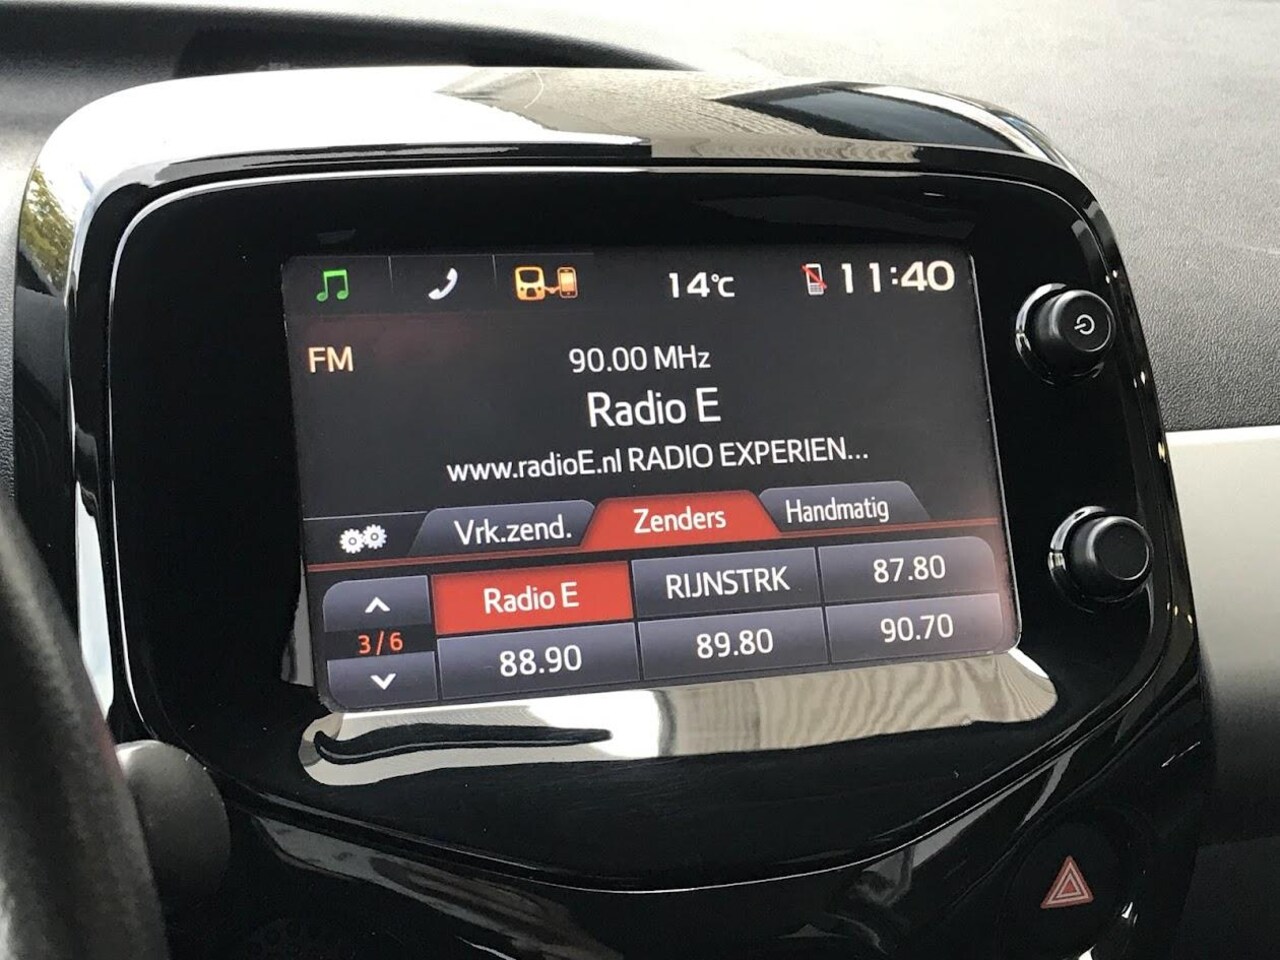 14°C 11:40
FM 90.00 MHz
Radio E
www.radioE.nl RADIO EXPERIEN...
Vrk.zend. Zenders Handmatig
Radio E RIJNSTRK 87.80
3/6
88.90 89.80 90.70